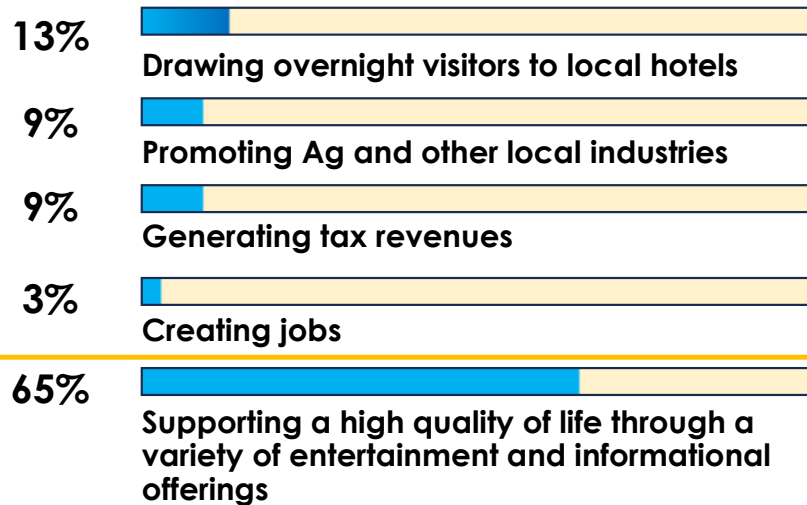 13%
Drawing overnight visitors to local hotels
9%
Promoting Ag and other local industries
9%
Generating tax revenues
3%
Creating jobs
65%
Supporting a high quality of life through a
variety of entertainment and informational
offerings